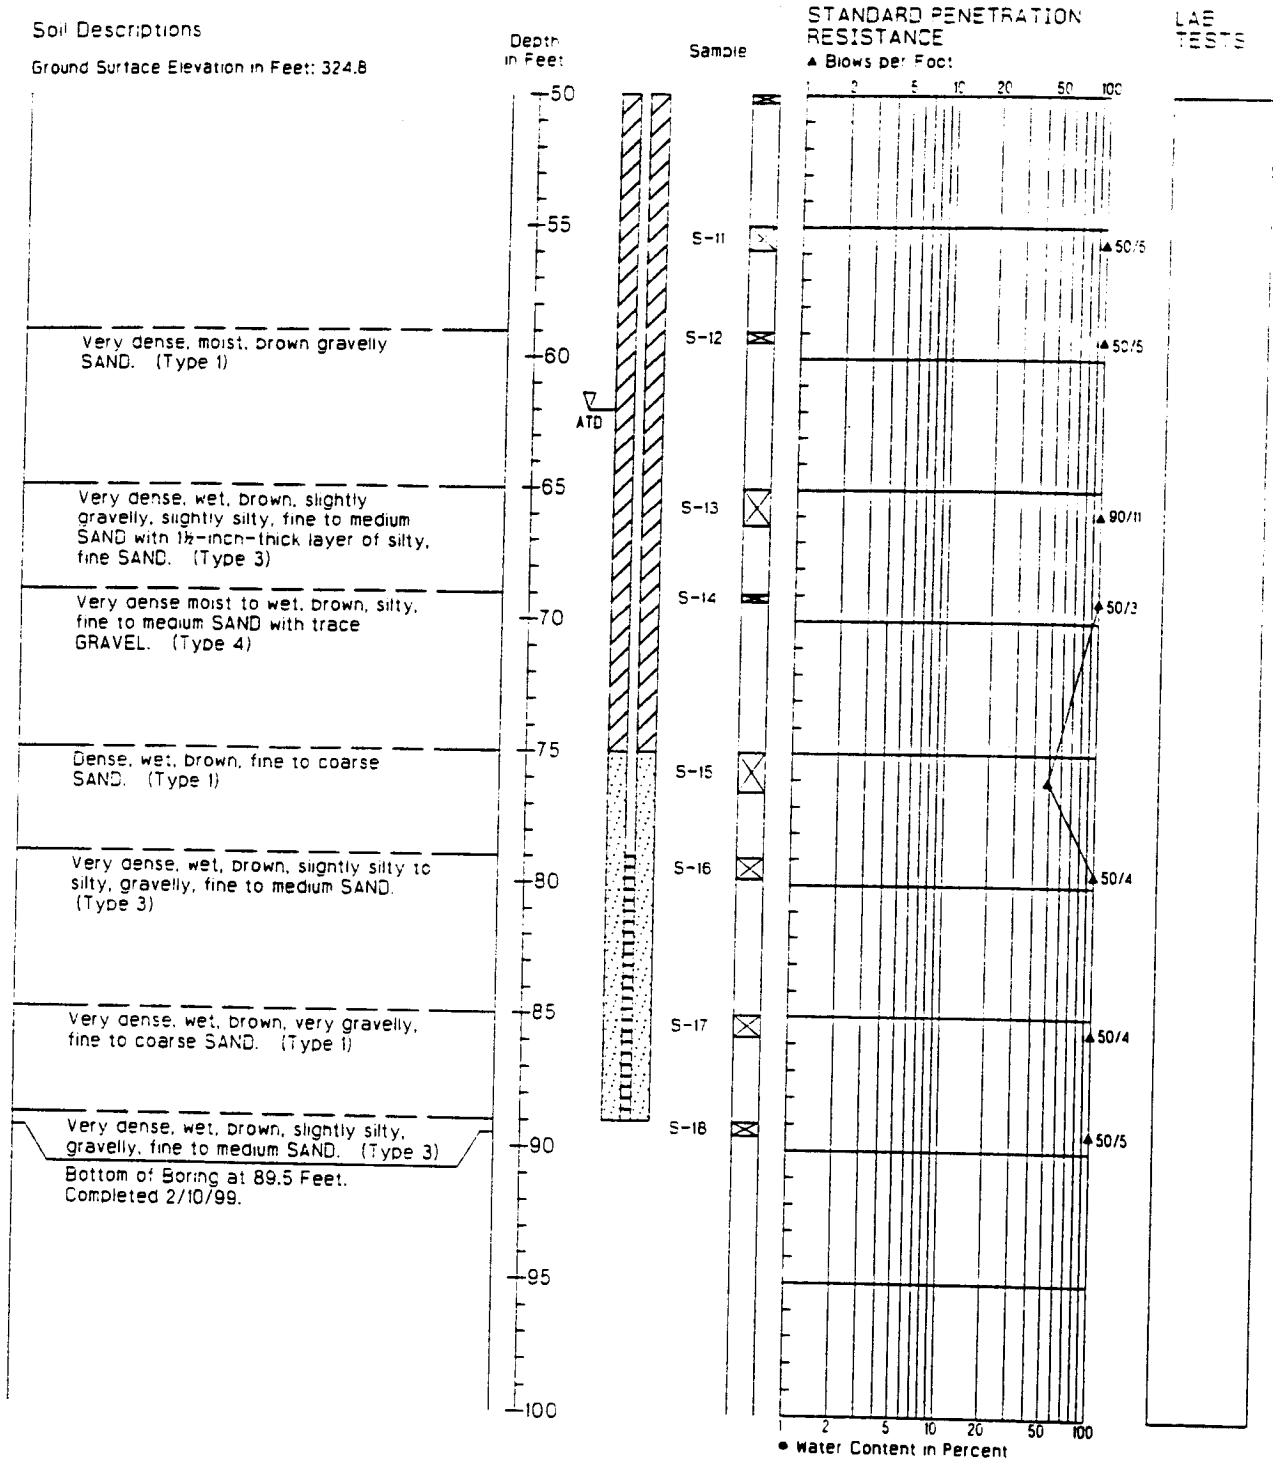 Soil Descriptions
Ground Surface Elevation in Feet: 324.8
Depth
in Feet
Sample
STANDARD PENETRATION
RESISTANCE
▲ Blows per Foot
LAB
TESTS
1 2 5 10 20 50 100
50
55
S-11
50/5
S-12
50/5
Very dense, moist, brown gravelly
SAND. (Type 1)
60
ATD
65
Very dense, wet, brown, slightly
gravelly, slightly silty, fine to medium
SAND with 1½-inch-thick layer of silty,
fine SAND. (Type 3)
S-13
90/11
Very dense moist to wet, brown, silty,
fine to medium SAND with trace
GRAVEL. (Type 4)
S-14
50/3
70
75
Dense, wet, brown, fine to coarse
SAND. (Type 1)
S-15
Very dense, wet, brown, slightly silty to
silty, gravelly, fine to medium SAND.
(Type 3)
S-16
50/4
80
85
Very dense, wet, brown, very gravelly,
fine to coarse SAND. (Type 1)
S-17
50/4
Very dense, wet, brown, slightly silty,
gravelly, fine to medium SAND. (Type 3)
S-18
50/5
90
Bottom of Boring at 89.5 Feet.
Completed 2/10/99.
95
100
1 2 5 10 20 50 100
● Water Content in Percent